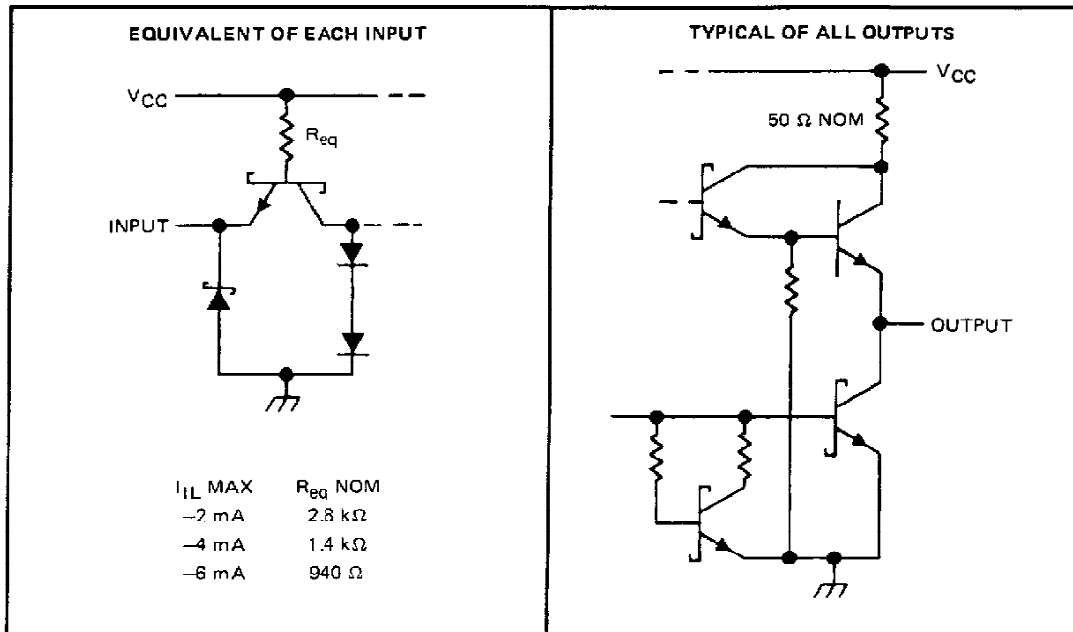 EQUIVALENT OF EACH INPUT
VCC
Req
INPUT
IIL MAX Req NOM
–2 mA 2.8 kΩ
–4 mA 1.4 kΩ
–6 mA 940 Ω
TYPICAL OF ALL OUTPUTS
VCC
50 Ω NOM
OUTPUT